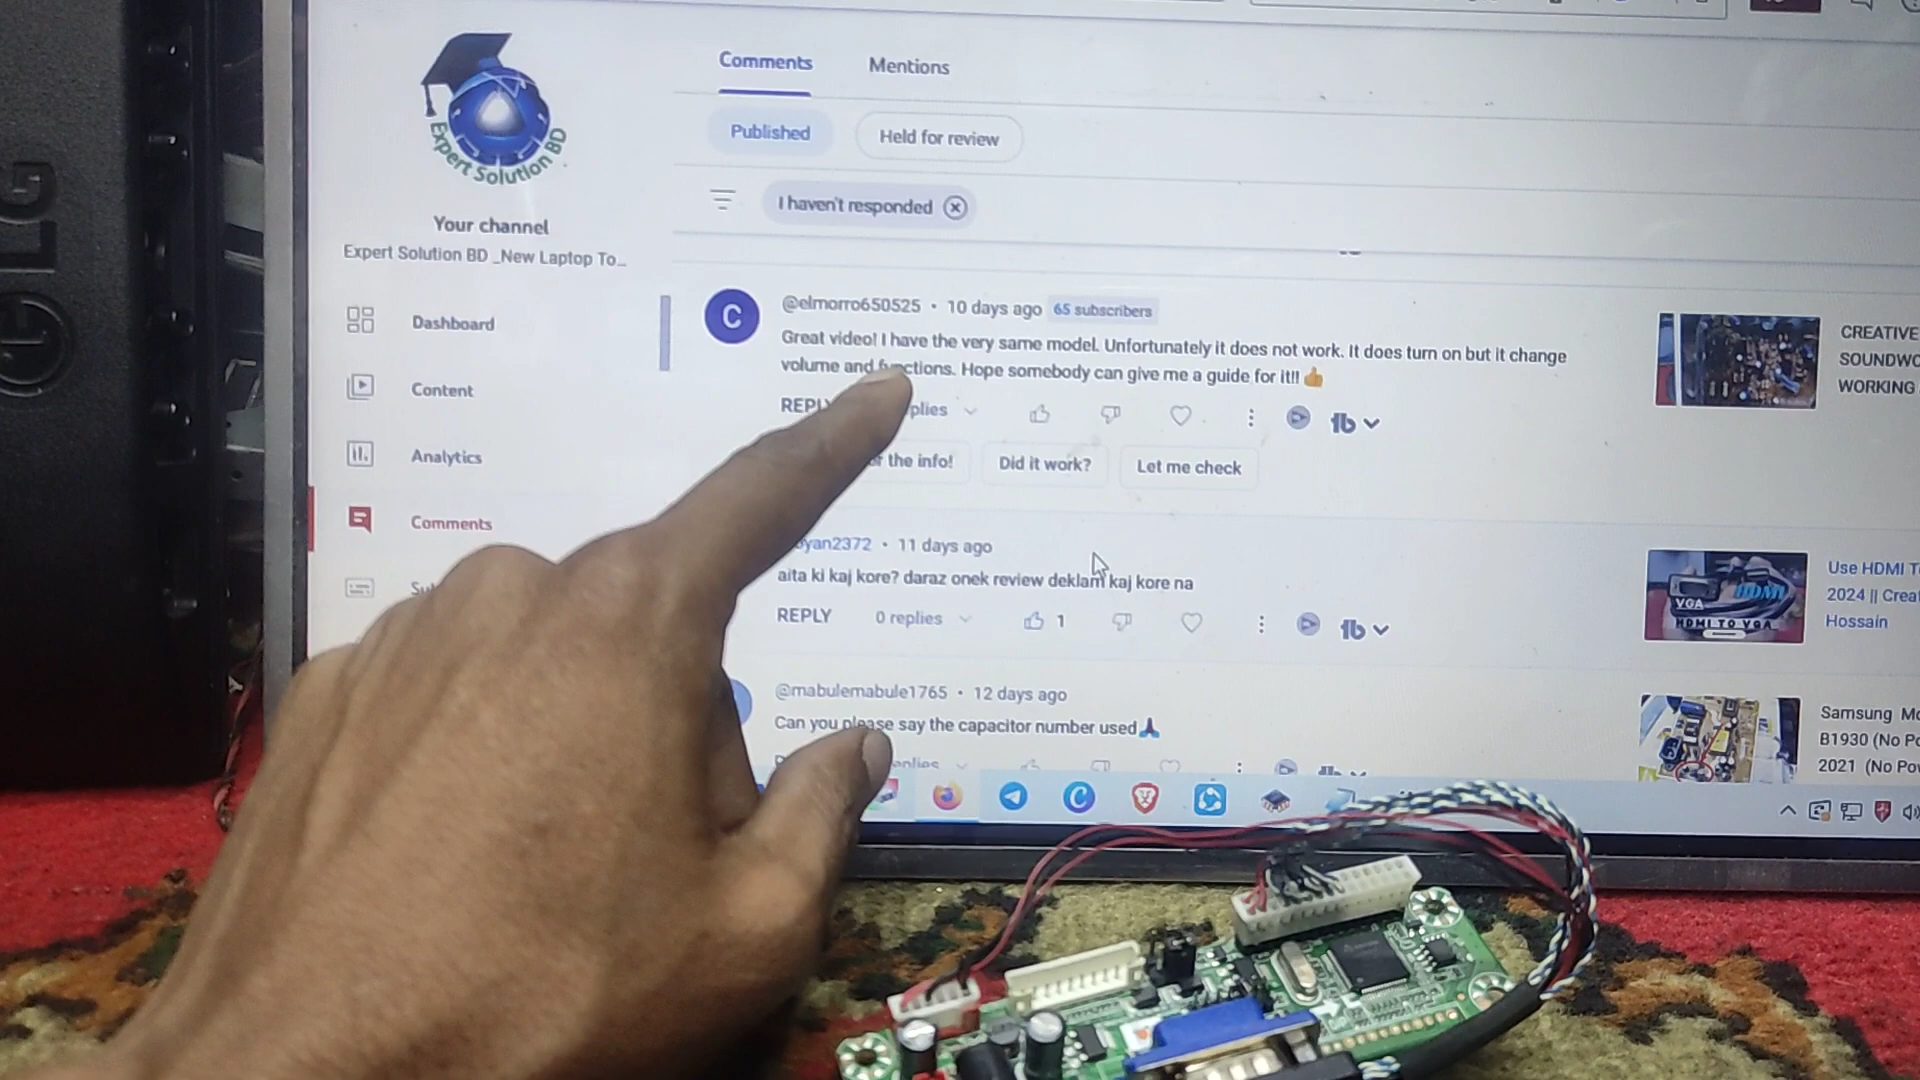 LG
Expert Solution BD
Your channel
Expert Solution BD _New Laptop To...
Dashboard
Content
Analytics
Comments
Comments
Mentions
Published
Held for review
I haven't responded
C
@elmorro650525 • 10 days ago 65 subscribers
Great video! I have the very same model. Unfortunately it does not work. It does turn on but it change
volume and functions. Hope somebody can give me a guide for it!! 👍
the info!
Did it work?
Let me check
CREATIVE
WORKING
11 days ago
aita ki kaj kore? daraz onek review deklam kaj kore na
REPLY
0 replies
1
VGA
HDMI
HDMI TO VGA
Use HDMI
2024 ||
Hossain
@mabulemabule1765 • 12 days ago
Can you please say the capacitor number used🙏
Samsung
B1930 (No
2021 (No